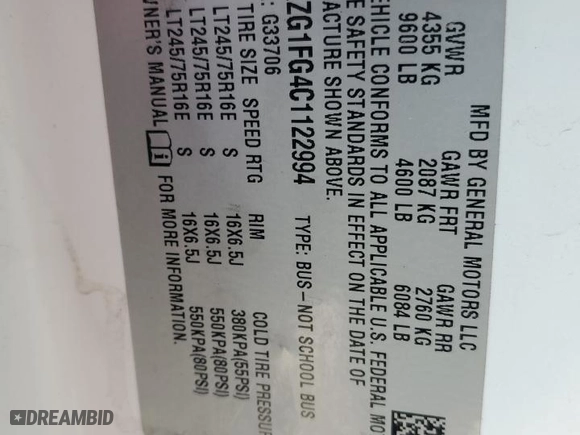 MFD BY GENERAL MOTORS LLC
GVWR GAWR FRT GAWR RR
4355 KG 2087 KG 2760 KG
9600 LB 4600 LB 6084 LB
EHICLE CONFORMS TO ALL APPLICABLE U.S. FEDERAL MO
E SAFETY STANDARDS IN EFFECT ON THE DATE OF
ACTURE SHOWN ABOVE.
ZG1FG4C1122994 TYPE: BUS-NOT SCHOOL BUS
: G33706
TIRE SIZE SPEED RTG RIM COLD TIRE PRESSUR
LT245/75R16E S 16X6.5J 380KPA(55PSI)
LT245/75R16E S 16X6.5J 550KPA(80PSI)
LT245/75R16E S 16X6.5J 550KPA(80PSI)
NER'S MANUAL FOR MORE INFORMATION.
DREAMBID